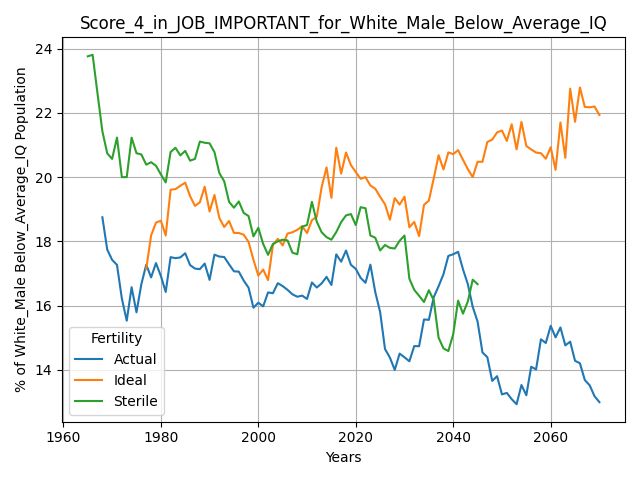 Score_4_in_JOB_IMPORTANT_for_White_Male_Below_Average_IQ
% of White_Male Below_Average_IQ Population
24
22
20
18
16
14
Fertility
Actual
Ideal
Sterile
1960 1980 2000 2020 2040 2060
Years